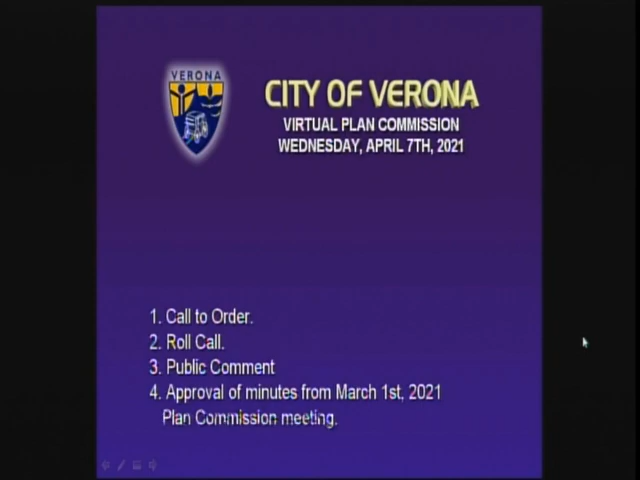 VERONA
CITY OF VERONA
VIRTUAL PLAN COMMISSION
WEDNESDAY, APRIL 7TH, 2021
1. Call to Order.
2. Roll Call.
3. Public Comment
4. Approval of minutes from March 1st, 2021
Plan Commission meeting.